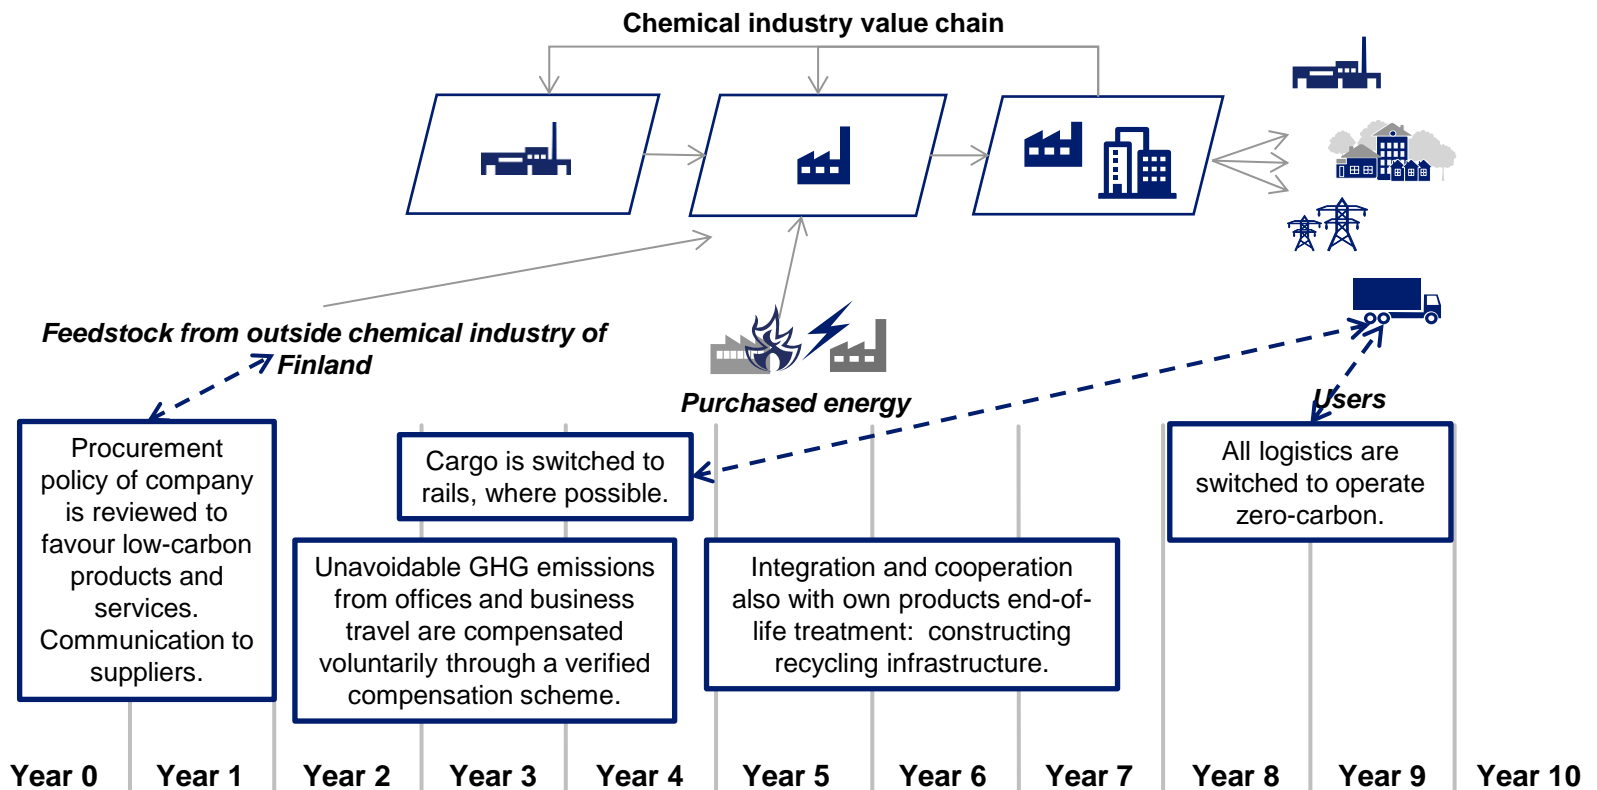 Chemical industry value chain
Feedstock from outside chemical industry of
Finland
Purchased energy
Users
Procurement
policy of company
is reviewed to
favour low-carbon
products and
services.
Communication to
suppliers.
Cargo is switched to
rails, where possible.
Unavoidable GHG emissions
from offices and business
travel are compensated
voluntarily through a verified
compensation scheme.
Integration and cooperation
also with own products end-of-
life treatment: constructing
recycling infrastructure.
All logistics are
switched to operate
zero-carbon.
Year 0 Year 1 Year 2 Year 3 Year 4 Year 5 Year 6 Year 7 Year 8 Year 9 Year 10